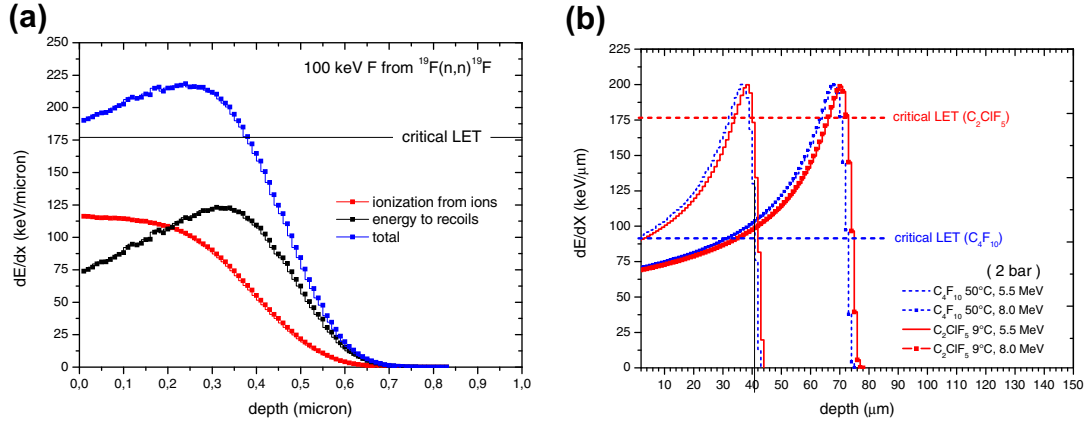 (a)
250
225
200
175
150
125
100
75
50
25
0
dE/dx (keV/micron)
100 keV F from ¹⁹F(n,n)¹⁹F
critical LET
ionization from ions
energy to recoils
total
0,0 0,1 0,2 0,3 0,4 0,5 0,6 0,7 0,8 0,9 1,0
depth (micron)
(b)
225
200
175
150
125
100
75
50
25
0
dE/dX (keV/μm)
critical LET (C₂ClF₅)
critical LET (C₄F₁₀)
( 2 bar )
C₄F₁₀ 50°C, 5.5 MeV
C₄F₁₀ 50°C, 8.0 MeV
C₂ClF₅ 9°C, 5.5 MeV
C₂ClF₅ 9°C, 8.0 MeV
10 20 30 40 50 60 70 80 90 100 110 120 130 140 150
depth (μm)